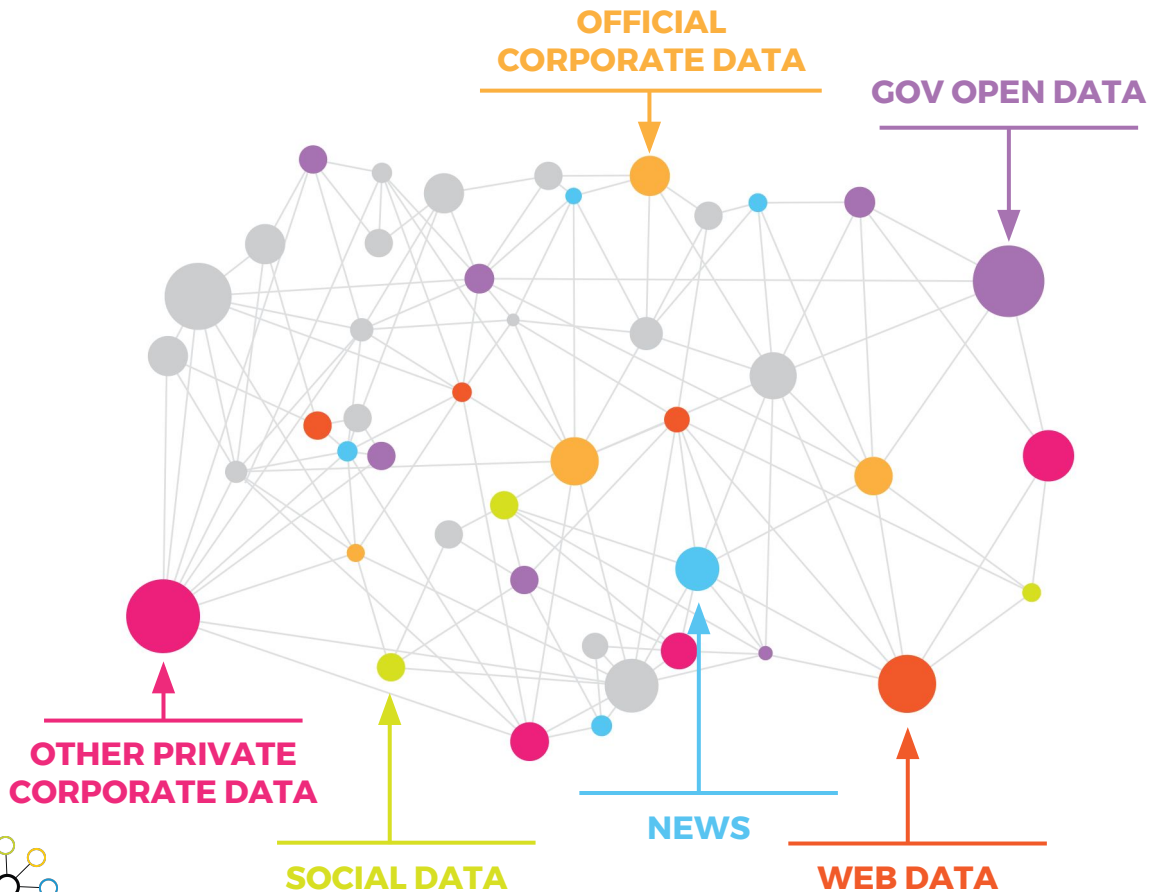 OFFICIAL
CORPORATE DATA
GOV OPEN DATA
OTHER PRIVATE
CORPORATE DATA
NEWS
SOCIAL DATA
WEB DATA